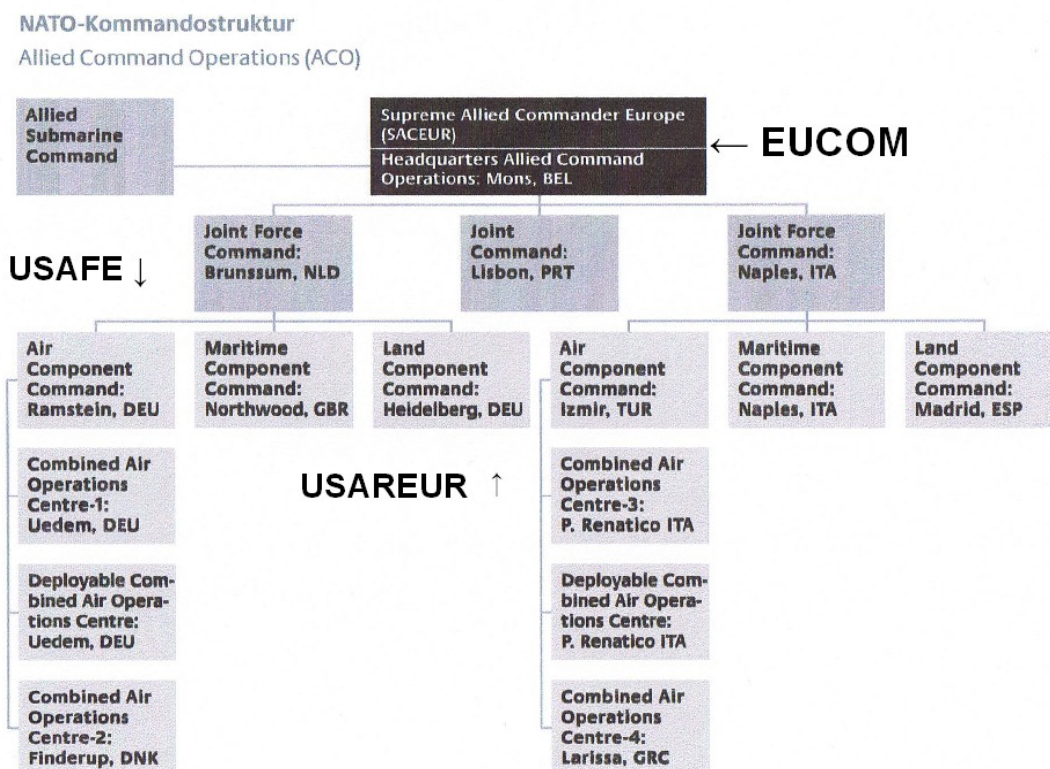 NATO-Kommandostruktur
Allied Command Operations (ACO)
Allied
Submarine
Command
Supreme Allied Commander Europe
(SACEUR)
Headquarters Allied Command
Operations: Mons, BEL
← EUCOM
Joint Force
Command:
Brunssum, NLD
Joint
Command:
Lisbon, PRT
Joint Force
Command:
Naples, ITA
USAFE ↓
Air
Component
Command:
Ramstein, DEU
Maritime
Component
Command:
Northwood, GBR
Land
Component
Command:
Heidelberg, DEU
Air
Component
Command:
Izmir, TUR
Maritime
Component
Command:
Naples, ITA
Land
Component
Command:
Madrid, ESP
USAREUR ↑
Combined Air
Operations
Centre-1:
Uedem, DEU
Combined Air
Operations
Centre-3:
P. Renatico ITA
Deployable Com-
bined Air Opera-
tions Centre:
Uedem, DEU
Deployable Com-
bined Air Opera-
tions Centre:
P. Renatico ITA
Combined Air
Operations
Centre-2:
Finderup, DNK
Combined Air
Operations
Centre-4:
Larissa, GRC